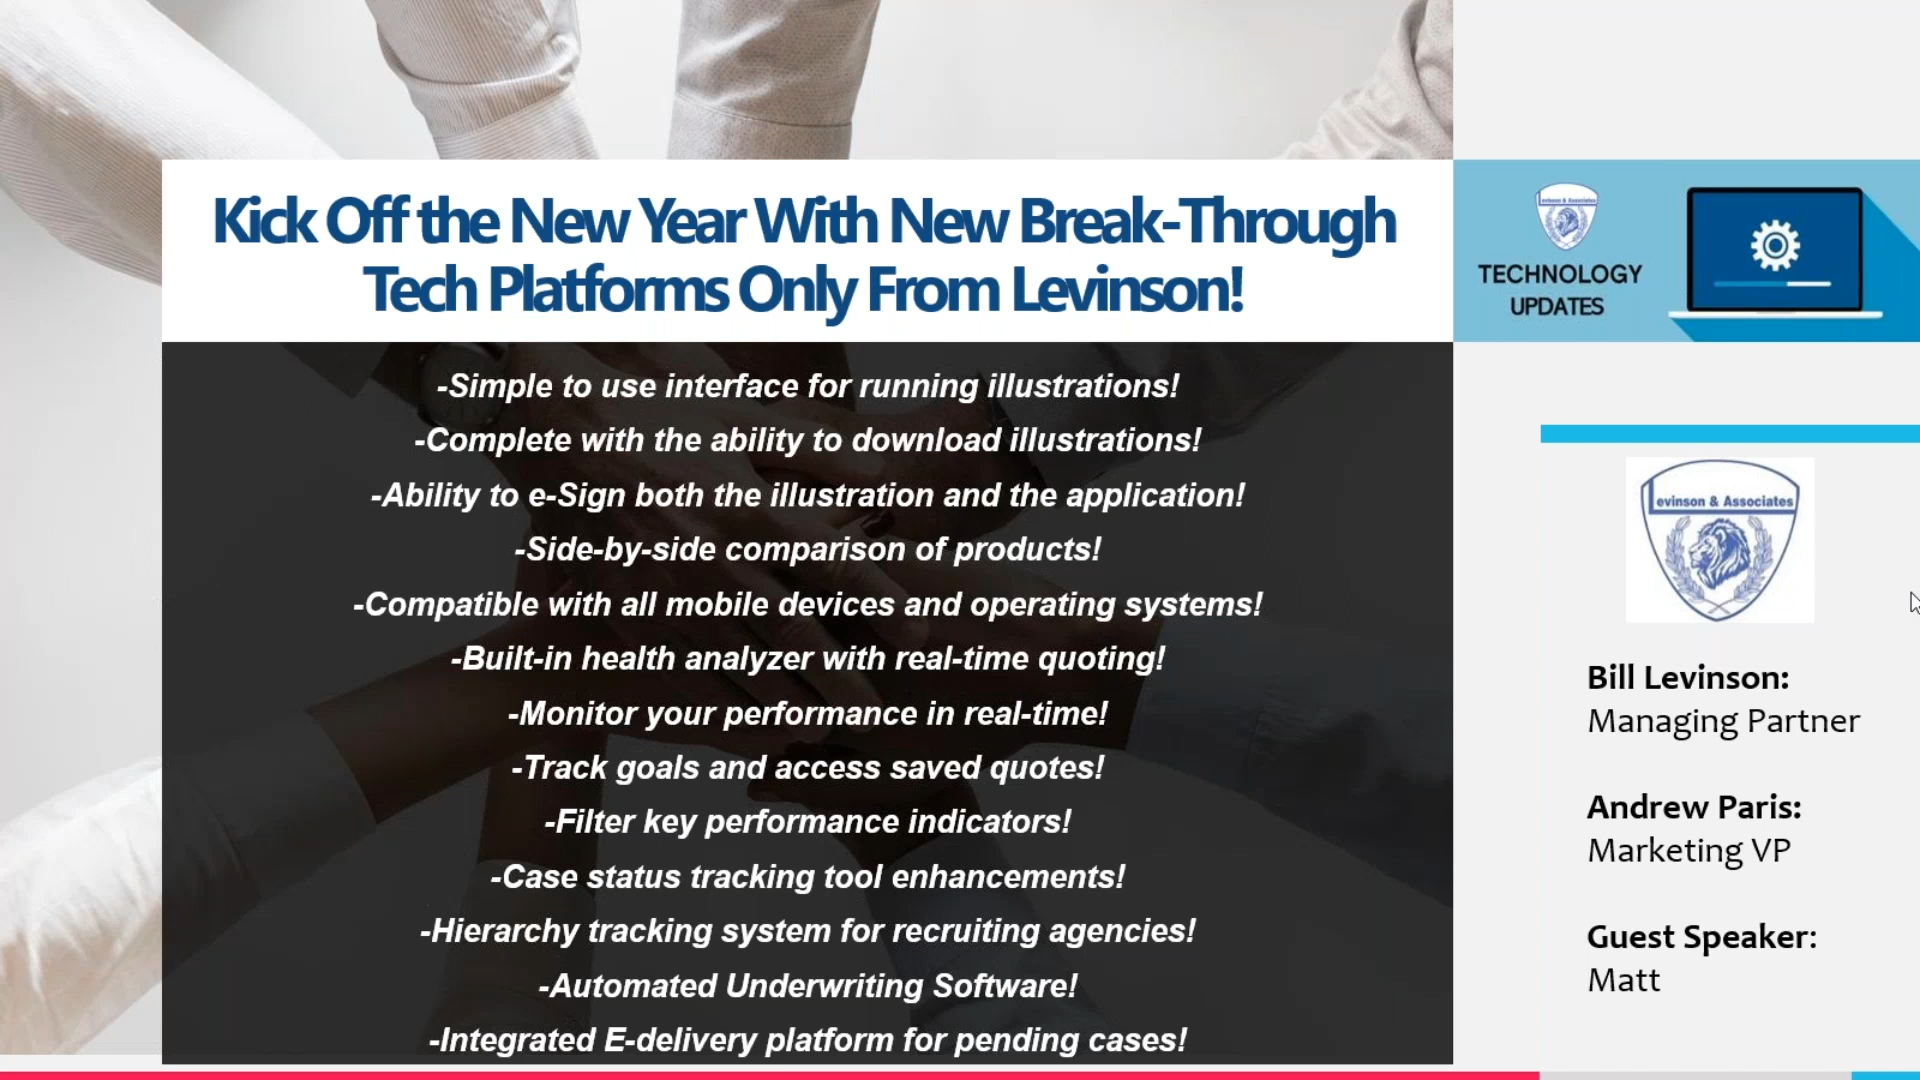 Kick Off the New Year With New Break-Through
Tech Platforms Only From Levinson!
-Simple to use interface for running illustrations!
-Complete with the ability to download illustrations!
-Ability to e-Sign both the illustration and the application!
-Side-by-side comparison of products!
-Compatible with all mobile devices and operating systems!
-Built-in health analyzer with real-time quoting!
-Monitor your performance in real-time!
-Track goals and access saved quotes!
-Filter key performance indicators!
-Case status tracking tool enhancements!
-Hierarchy tracking system for recruiting agencies!
-Automated Underwriting Software!
-Integrated E-delivery platform for pending cases!
Levinson & Associates
TECHNOLOGY
UPDATES
Levinson & Associates
Bill Levinson:
Managing Partner
Andrew Paris:
Marketing VP
Guest Speaker:
Matt